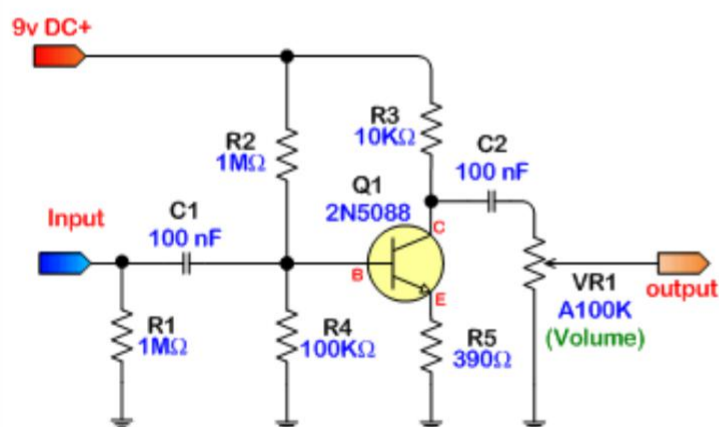 9v DC+
R3
10KΩ
R2
1MΩ
C2
100 nF
Q1
2N5088
C
Input
C1
100 nF
B
E
VR1
A100K
(Volume)
output
R1
1MΩ
R4
100KΩ
R5
390Ω